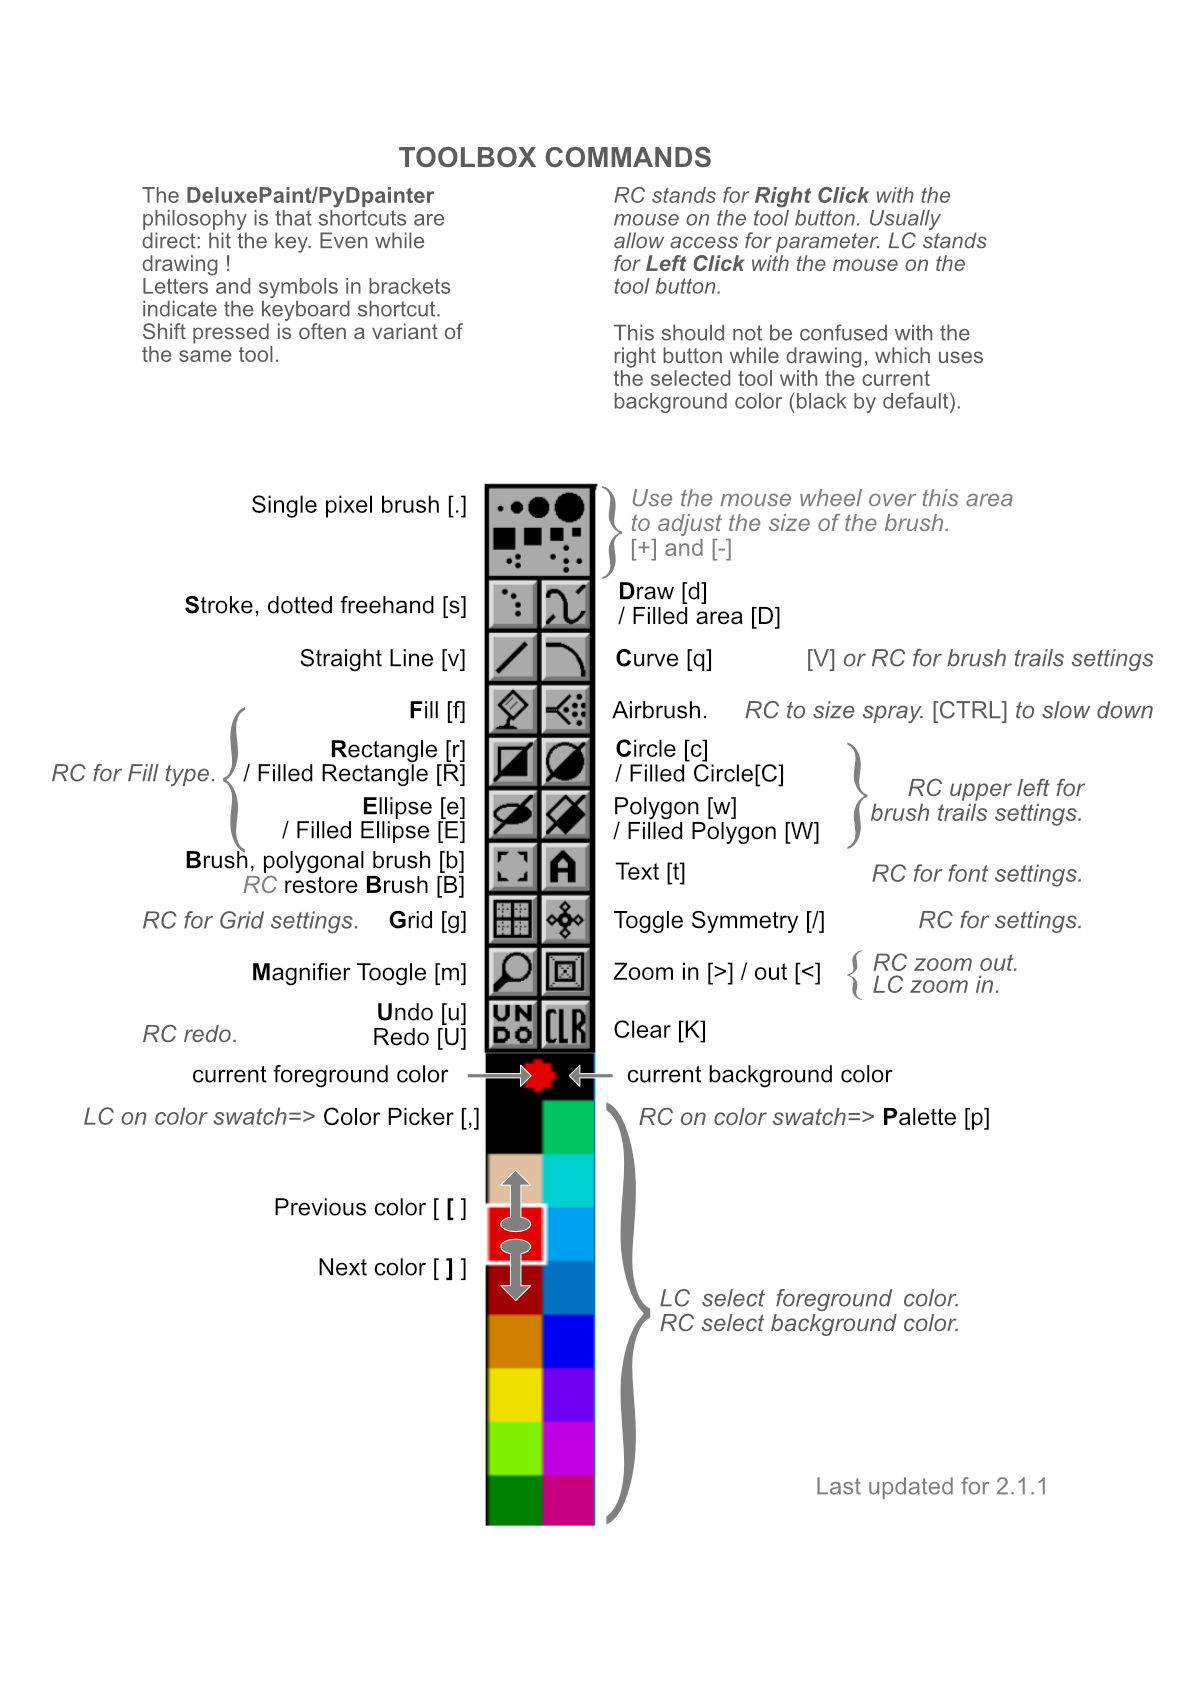 TOOLBOX COMMANDS
The DeluxePaint/PyDpainter
philosophy is that shortcuts are
direct: hit the key. Even while
drawing !
Letters and symbols in brackets
indicate the keyboard shortcut.
Shift pressed is often a variant of
the same tool.
RC stands for Right Click with the
mouse on the tool button. Usually
allow access for parameter. LC stands
for Left Click with the mouse on the
tool button.
This should not be confused with the
right button while drawing, which uses
the selected tool with the current
background color (black by default).
Single pixel brush [.]
Use the mouse wheel over this area
to adjust the size of the brush.
[+] and [-]
Stroke, dotted freehand [s]
Draw [d]
/ Filled area [D]
Straight Line [v]
Curve [q]
[V] or RC for brush trails settings
Fill [f]
Airbrush.
RC to size spray. [CTRL] to slow down
RC for Fill type.
Rectangle [r]
/ Filled Rectangle [R]
Circle [c]
/ Filled Circle[C]
Ellipse [e]
/ Filled Ellipse [E]
Polygon [w]
/ Filled Polygon [W]
RC upper left for
brush trails settings.
Brush, polygonal brush [b]
RC restore Brush [B]
A
Text [t]
RC for font settings.
RC for Grid settings.
Grid [g]
Toggle Symmetry [/]
RC for settings.
Magnifier Toogle [m]
Zoom in [>] / out [<]
RC zoom out.
LC zoom in.
RC redo.
Undo [u]
Redo [U]
UN
DO
CLR
Clear [K]
current foreground color
current background color
LC on color swatch=> Color Picker [,]
RC on color swatch=> Palette [p]
Previous color [ [ ]
Next color [ ] ]
LC select foreground color.
RC select background color.
Last updated for 2.1.1